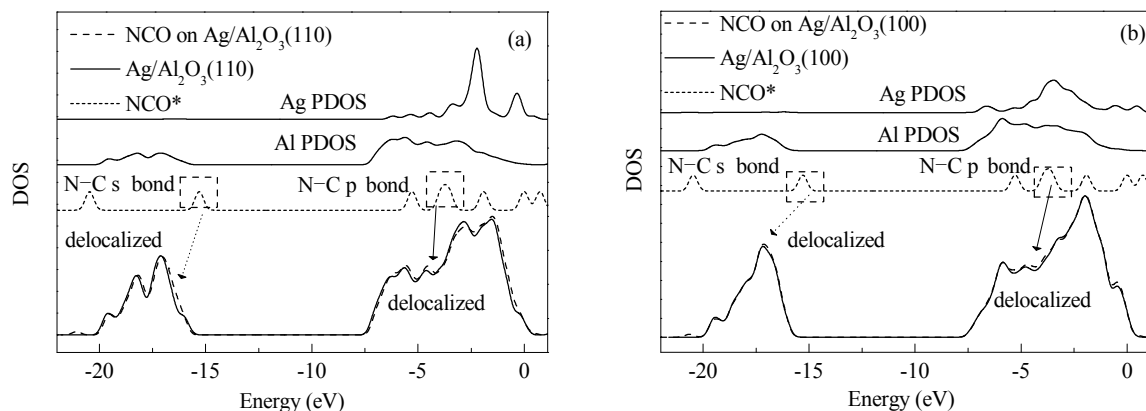 (a)
NCO on Ag/Al₂O₃(110)
Ag/Al₂O₃(110)
NCO*
Ag PDOS
Al PDOS
N−C s bond
N−C p bond
delocalized
delocalized
DOS
-20 -15 -10 -5 0
Energy (eV)
(b)
NCO on Ag/Al₂O₃(100)
Ag/Al₂O₃(100)
NCO*
Ag PDOS
Al PDOS
N−C s bond
N−C p bond
delocalized
delocalized
DOS
-20 -15 -10 -5 0
Energy (eV)